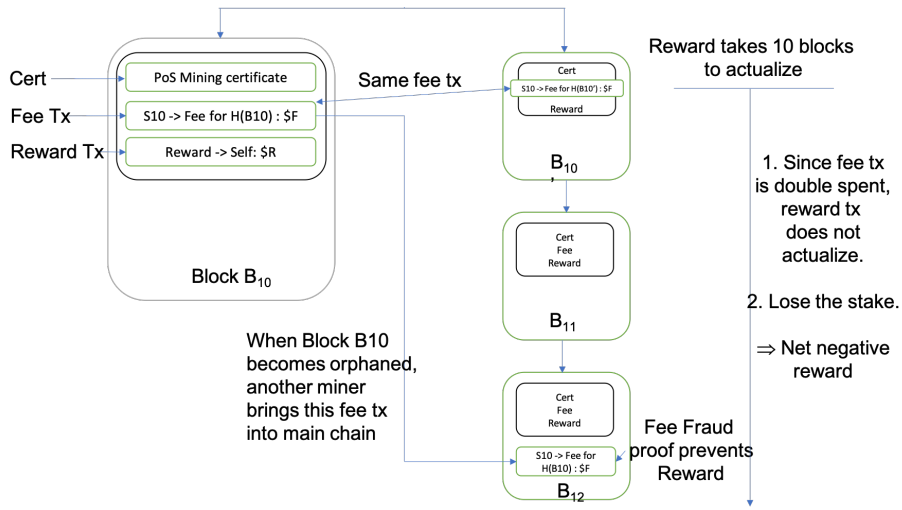 Cert
Fee Tx
Reward Tx
PoS Mining certificate
S10 -> Fee for H(B10) : $F
Reward -> Self: $R
Block B10
Same fee tx
Cert
S10 -> Fee for H(B10') : $F
Reward
B,10
Cert
Fee
Reward
B11
Cert
Fee
Reward
S10 -> Fee for
H(B10) : $F
B12
When Block B10
becomes orphaned,
another miner
brings this fee tx
into main chain
Fee Fraud
proof prevents
Reward
Reward takes 10 blocks
to actualize
1. Since fee tx
is double spent,
reward tx
does not
actualize.
2. Lose the stake.
⇒ Net negative
reward